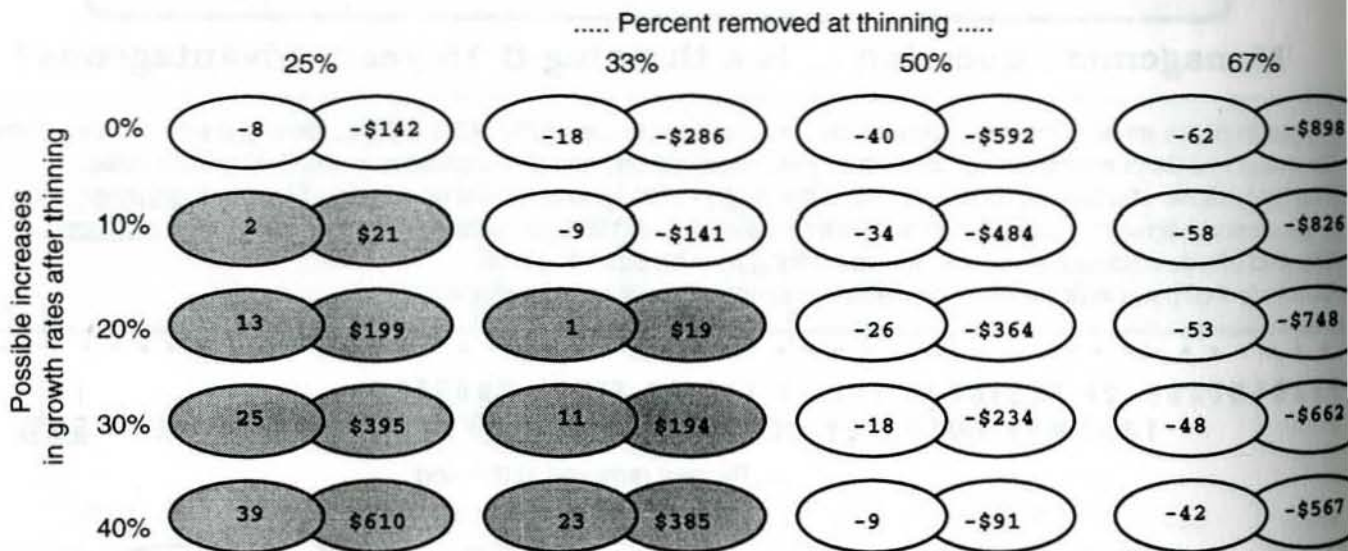 ..... Percent removed at thinning .....
25% 33% 50% 67%
Possible increases
in growth rates after thinning
0% -8 -$142 -18 -$286 -40 -$592 -62 -$898
10% 2 $21 -9 -$141 -34 -$484 -58 -$826
20% 13 $199 1 $19 -26 -$364 -53 -$748
30% 25 $395 11 $194 -18 -$234 -48 -$662
40% 39 $610 23 $385 -9 -$91 -42 -$567